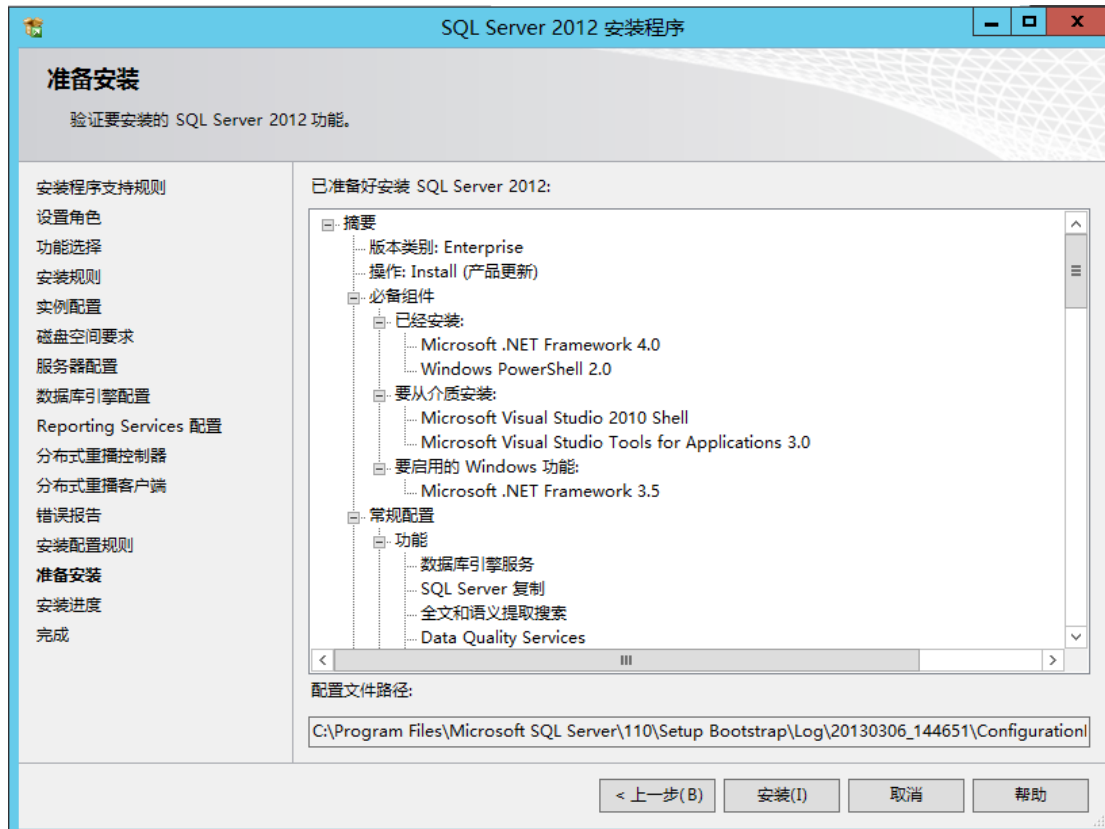 SQL Server 2012 安装程序
准备安装
验证要安装的 SQL Server 2012 功能。
安装程序支持规则
设置角色
功能选择
安装规则
实例配置
磁盘空间要求
服务器配置
数据库引擎配置
Reporting Services 配置
分布式重播控制器
分布式重播客户端
错误报告
安装配置规则
准备安装
安装进度
完成
已准备好安装 SQL Server 2012:
摘要
版本类别: Enterprise
操作: Install (产品更新)
必备组件
已经安装:
Microsoft .NET Framework 4.0
Windows PowerShell 2.0
要从介质安装:
Microsoft Visual Studio 2010 Shell
Microsoft Visual Studio Tools for Applications 3.0
要启用的 Windows 功能:
Microsoft .NET Framework 3.5
常规配置
功能
数据库引擎服务
SQL Server 复制
全文和语义提取搜索
Data Quality Services
配置文件路径:
C:\Program Files\Microsoft SQL Server\110\Setup Bootstrap\Log\20130306_144651\ConfigurationI
< 上一步(B)
安装(I)
取消
帮助